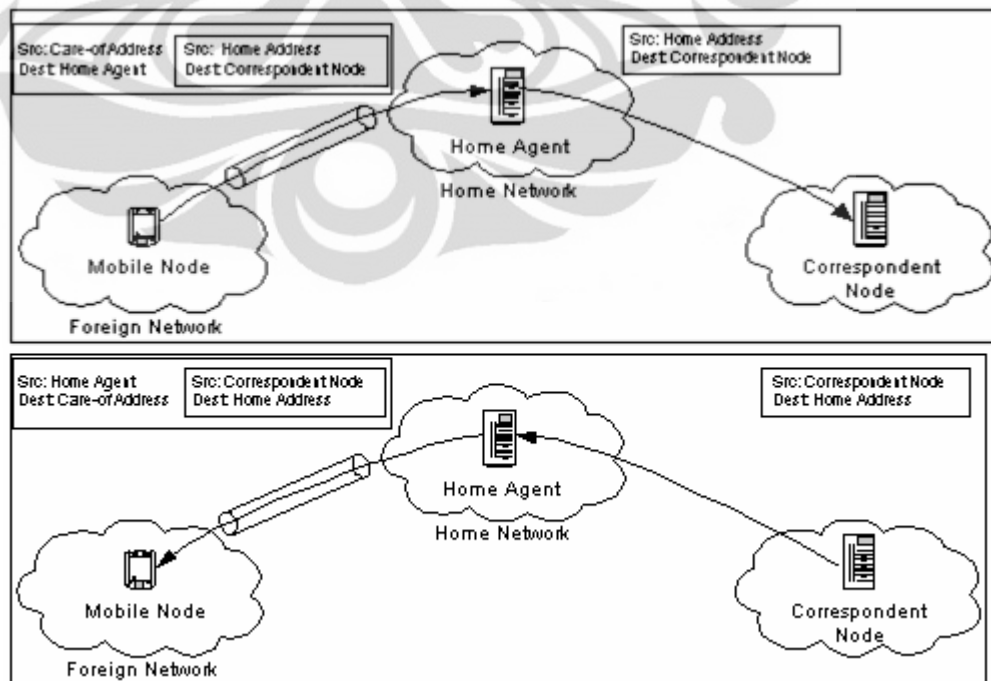 Src: Care-of Address
Dest: Home Agent
Src: Home Address
Dest: Correspondent Node
Src: Home Address
Dest: Correspondent Node
Home Agent
Home Network
Mobile Node
Foreign Network
Correspondent
Node
Src: Home Agent
Dest: Care-of Address
Src: Correspondent Node
Dest: Home Address
Src: Correspondent Node
Dest: Home Address
Home Agent
Home Network
Mobile Node
Foreign Network
Correspondent
Node